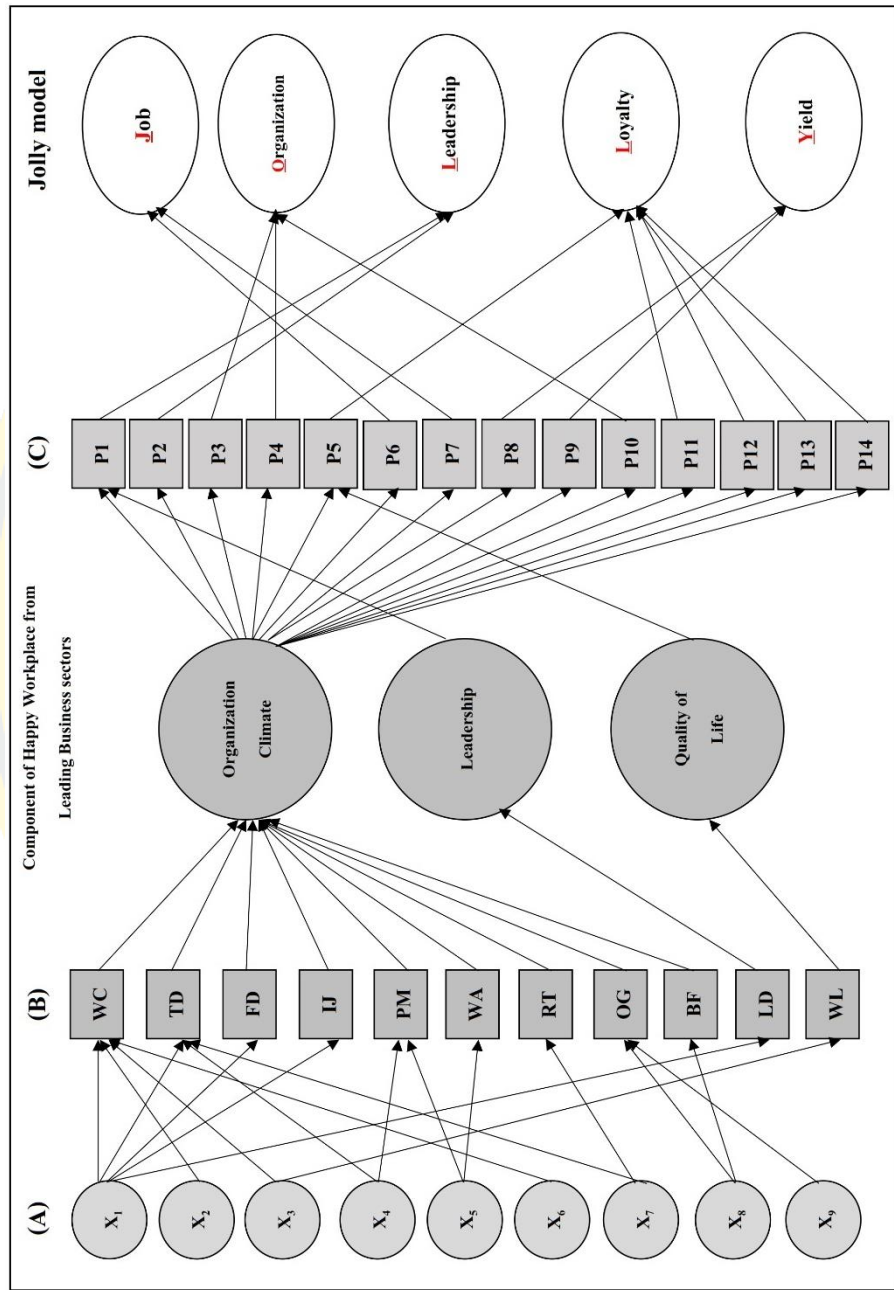 Component of Happy Workplace from
Leading Business sectors
(A)
(B)
(C)
Jolly model
X₁
X₂
X₃
X₄
X₅
X₆
X₇
X₈
X₉
WC
TD
FD
IJ
PM
WA
RT
OG
BF
LD
WL
Organization
Climate
Leadership
Quality of
Life
P1
P2
P3
P4
P5
P6
P7
P8
P9
P10
P11
P12
P13
P14
Job
Organization
Leadership
Loyalty
Yield